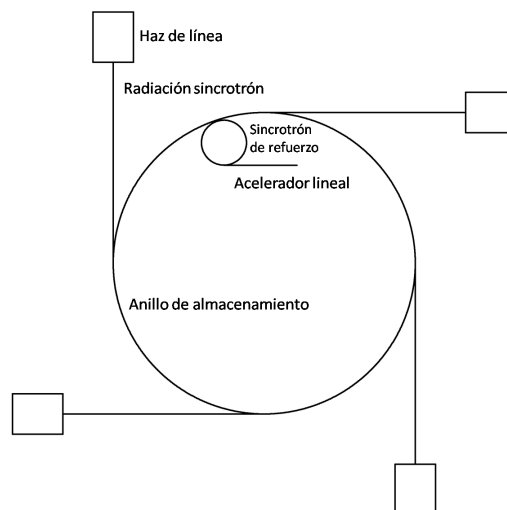 Haz de línea
Radiación sincrotrón
Sincrotrón
de refuerzo
Acelerador lineal
Anillo de almacenamiento